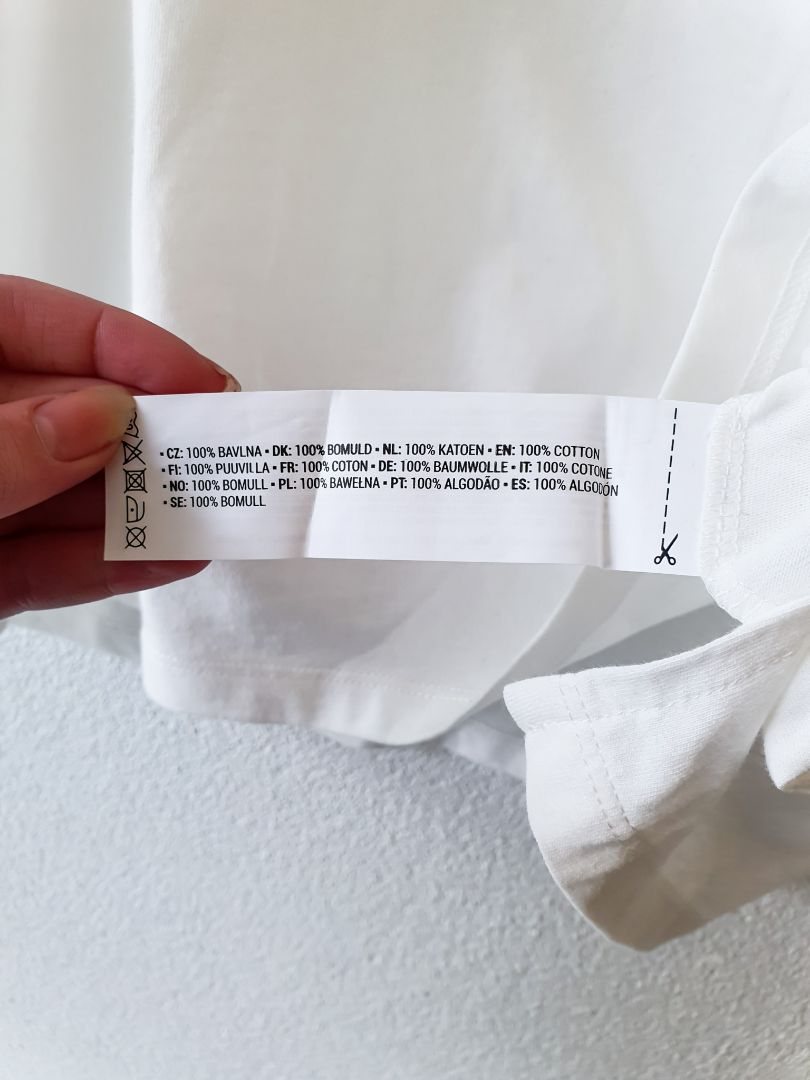 ▪ CZ: 100% BAVLNA ▪ DK: 100% BOMULD ▪ NL: 100% KATOEN ▪ EN: 100% COTTON
▪ FI: 100% PUUVILLA ▪ FR: 100% COTON ▪ DE: 100% BAUMWOLLE ▪ IT: 100% COTONE
▪ NO: 100% BOMULL ▪ PL: 100% BAWEŁNA ▪ PT: 100% ALGODÃO ▪ ES: 100% ALGODÓN
▪ SE: 100% BOMULL